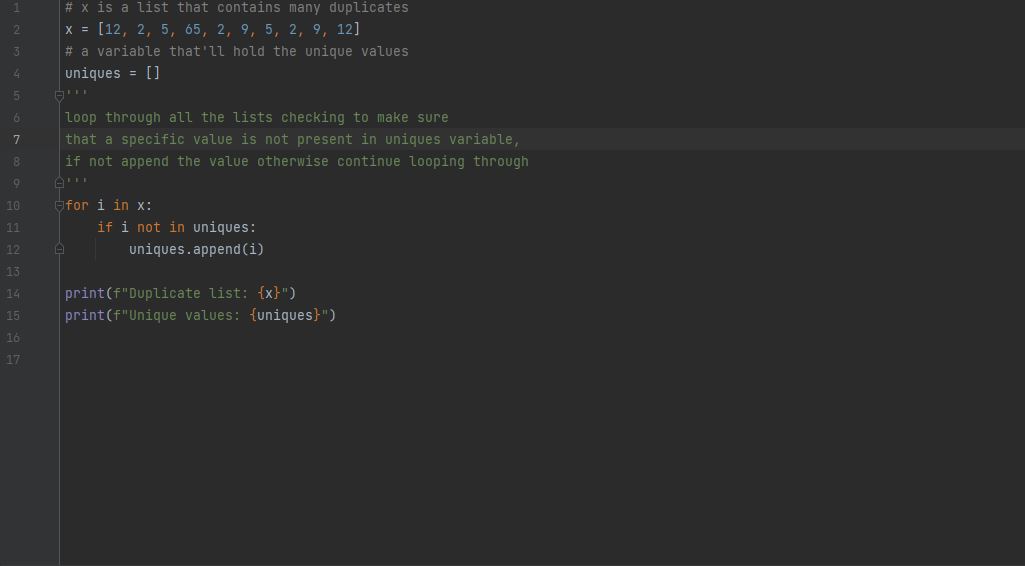 1 # x is a list that contains many duplicates
2 x = [12, 2, 5, 65, 2, 9, 5, 2, 9, 12]
3 # a variable that'll hold the unique values
4 uniques = []
5 '''
6 loop through all the lists checking to make sure
7 that a specific value is not present in uniques variable,
8 if not append the value otherwise continue looping through
9 '''
10 for i in x:
11     if i not in uniques:
12         uniques.append(i)
13
14 print(f"Duplicate list: {x}")
15 print(f"Unique values: {uniques}")
16
17